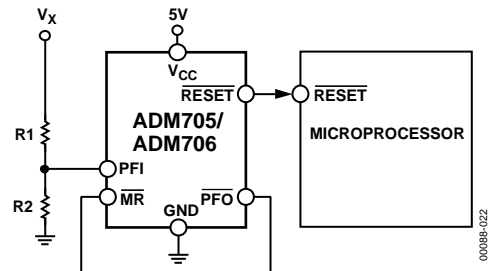 VX
5V
VCC
RESET
RESET
R1
ADM705/
ADM706
MICROPROCESSOR
PFI
R2
MR
PFO
GND
00088-022